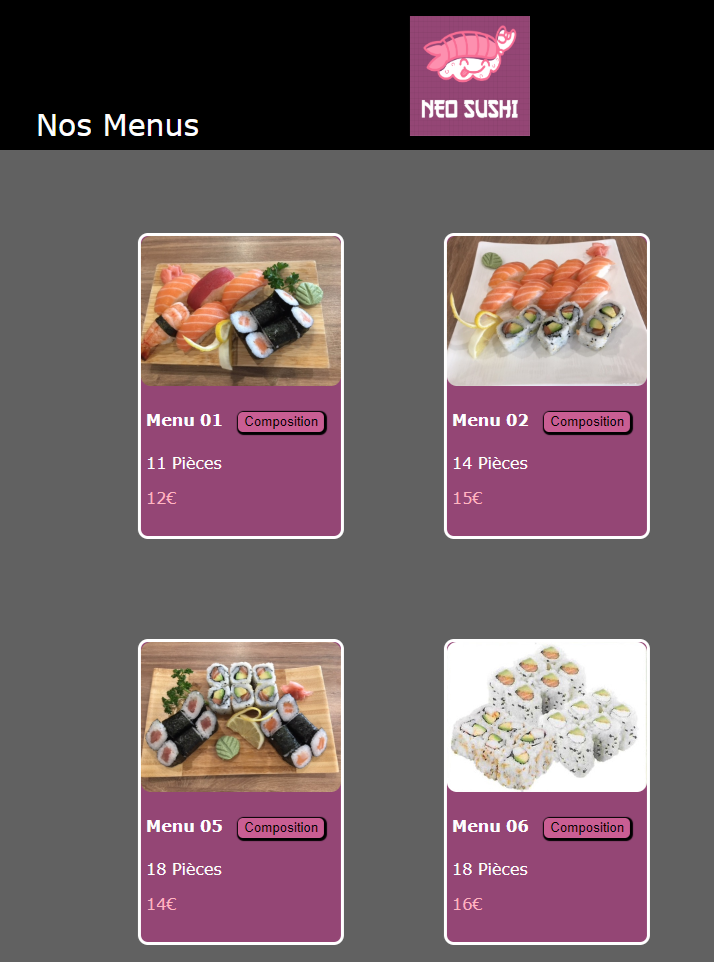 NEO SUSHI
Nos Menus
Menu 01 Composition
11 Pièces
12€
Menu 02 Composition
14 Pièces
15€
Menu 05 Composition
18 Pièces
14€
Menu 06 Composition
18 Pièces
16€